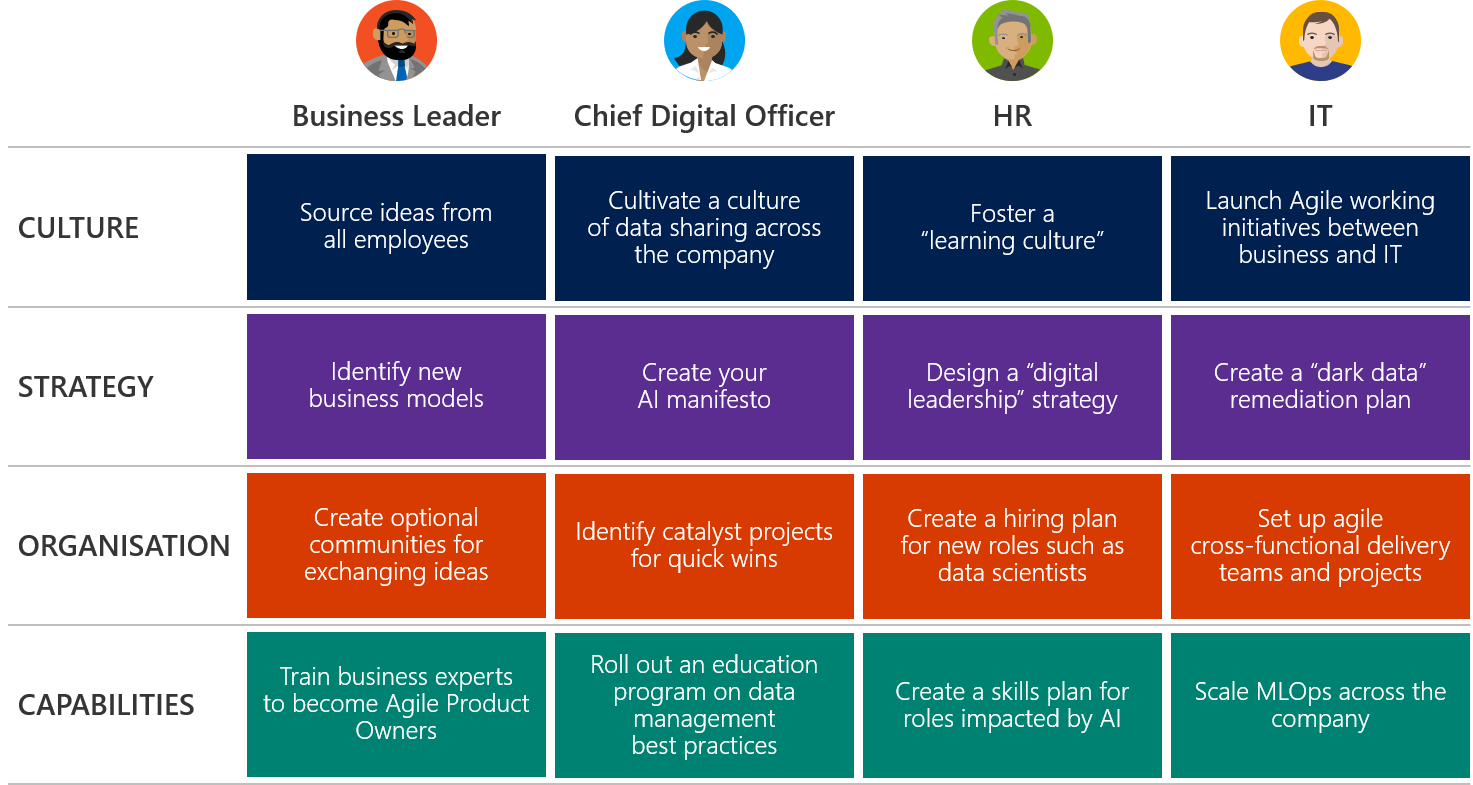 Business Leader
Chief Digital Officer
HR
IT
CULTURE
Source ideas from
all employees
Cultivate a culture
of data sharing across
the company
Foster a
“learning culture”
Launch Agile working
initiatives between
business and IT
STRATEGY
Identify new
business models
Create your
AI manifesto
Design a “digital
leadership” strategy
Create a “dark data”
remediation plan
ORGANISATION
Create optional
communities for
exchanging ideas
Identify catalyst projects
for quick wins
Create a hiring plan
for new roles such as
data scientists
Set up agile
cross-functional delivery
teams and projects
CAPABILITIES
Train business experts
to become Agile Product
Owners
Roll out an education
program on data
management
best practices
Create a skills plan for
roles impacted by AI
Scale MLOps across the
company